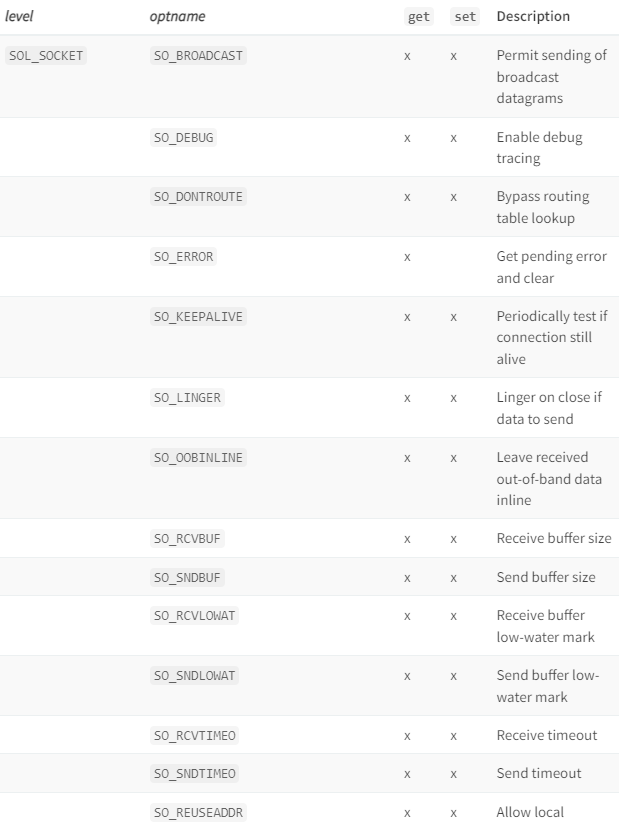 level optname get set Description
SOL_SOCKET SO_BROADCAST x x Permit sending of
broadcast
datagrams
SO_DEBUG x x Enable debug
tracing
SO_DONTROUTE x x Bypass routing
table lookup
SO_ERROR x Get pending error
and clear
SO_KEEPALIVE x x Periodically test if
connection still
alive
SO_LINGER x x Linger on close if
data to send
SO_OOBINLINE x x Leave received
out-of-band data
inline
SO_RCVBUF x x Receive buffer size
SO_SNDBUF x x Send buffer size
SO_RCVLOWAT x x Receive buffer
low-water mark
SO_SNDLOWAT x x Send buffer low-
water mark
SO_RCVTIMEO x x Receive timeout
SO_SNDTIMEO x x Send timeout
SO_REUSEADDR x x Allow local